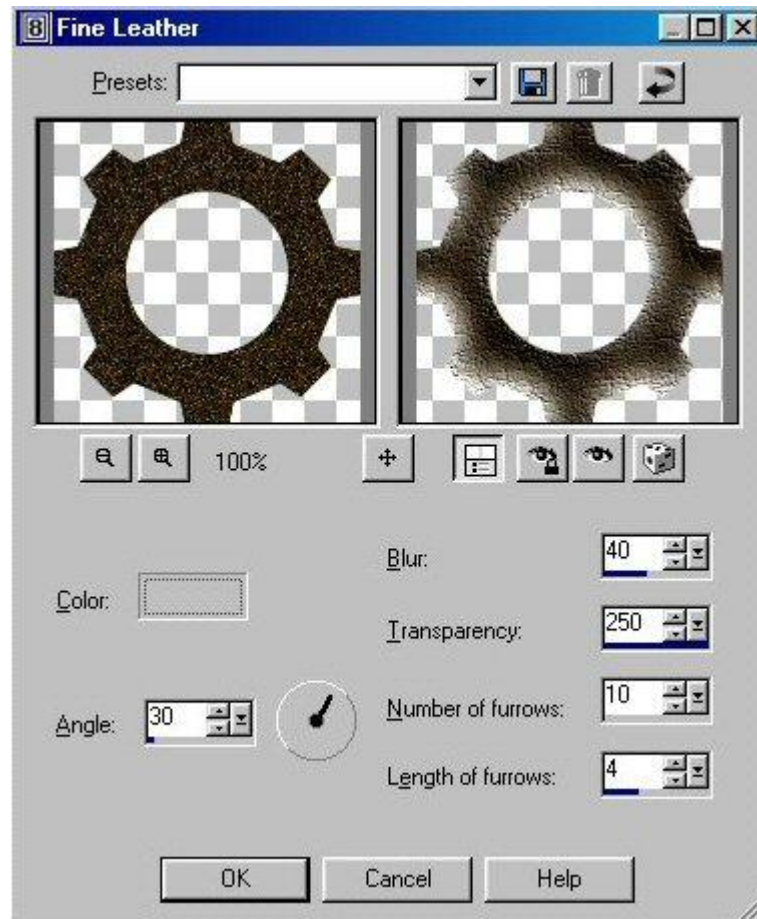 8 Fine Leather
Presets:
100%
Blur:
40
Color:
Transparency:
250
Angle:
30
Number of furrows:
10
Length of furrows:
4
OK
Cancel
Help